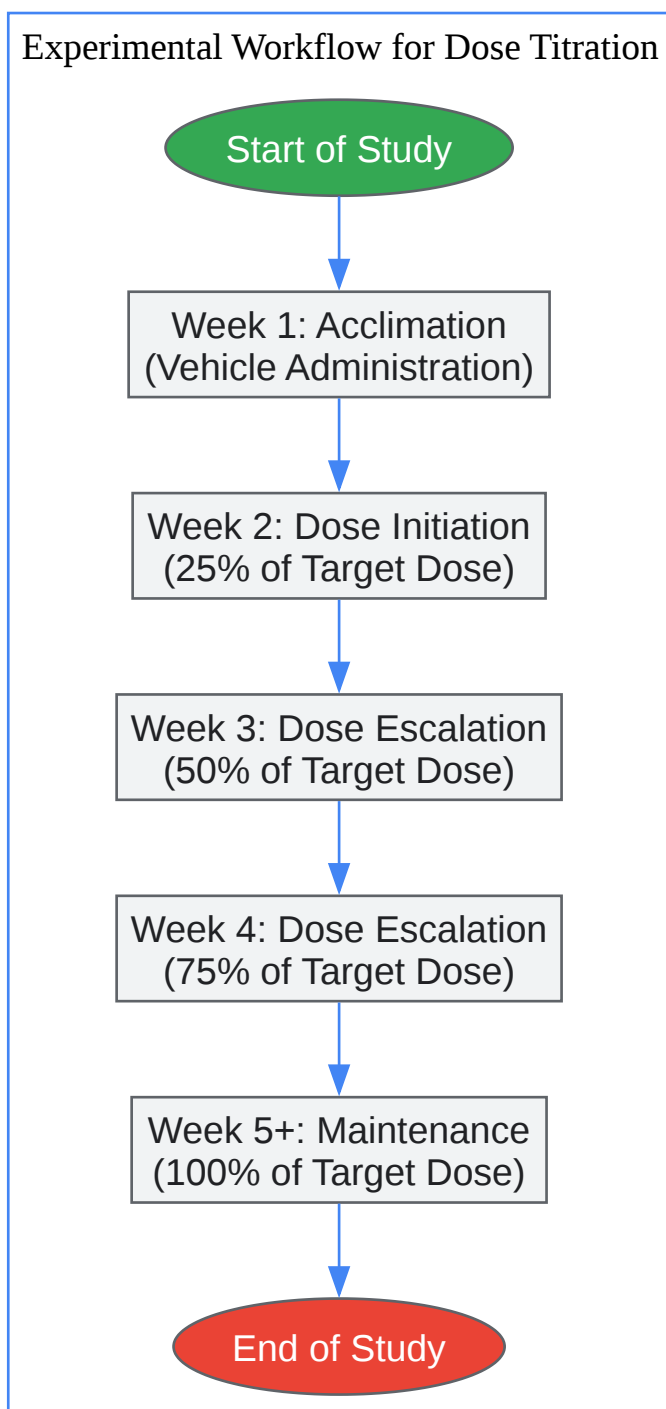 Experimental Workflow for Dose Titration
Start of Study
Week 1: Acclimation
(Vehicle Administration)
Week 2: Dose Initiation
(25% of Target Dose)
Week 3: Dose Escalation
(50% of Target Dose)
Week 4: Dose Escalation
(75% of Target Dose)
Week 5+: Maintenance
(100% of Target Dose)
End of Study